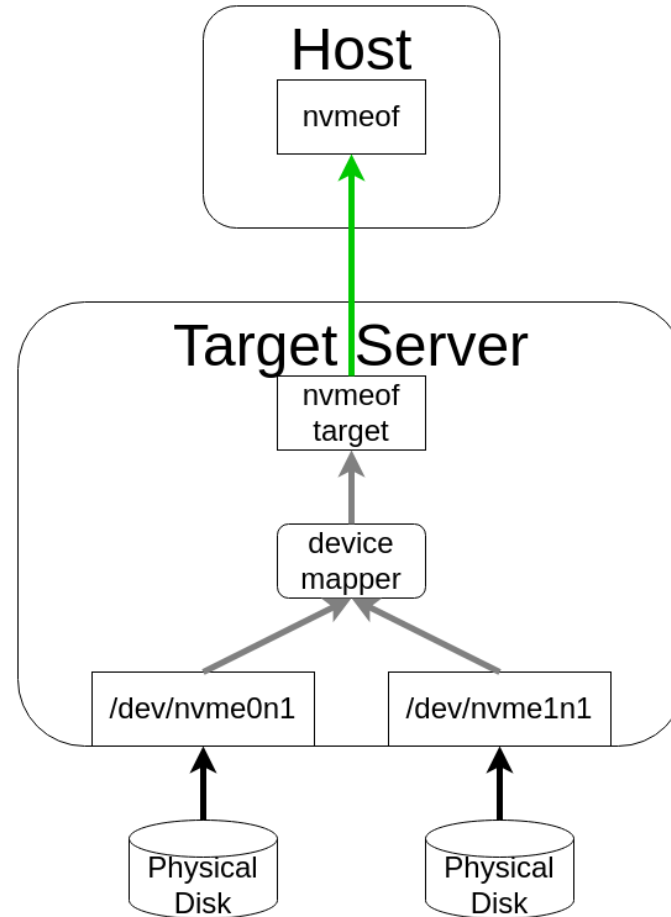 Host
nvmeof
Target Server
nvmeof
target
device
mapper
/dev/nvme0n1
/dev/nvme1n1
Physical
Disk
Physical
Disk